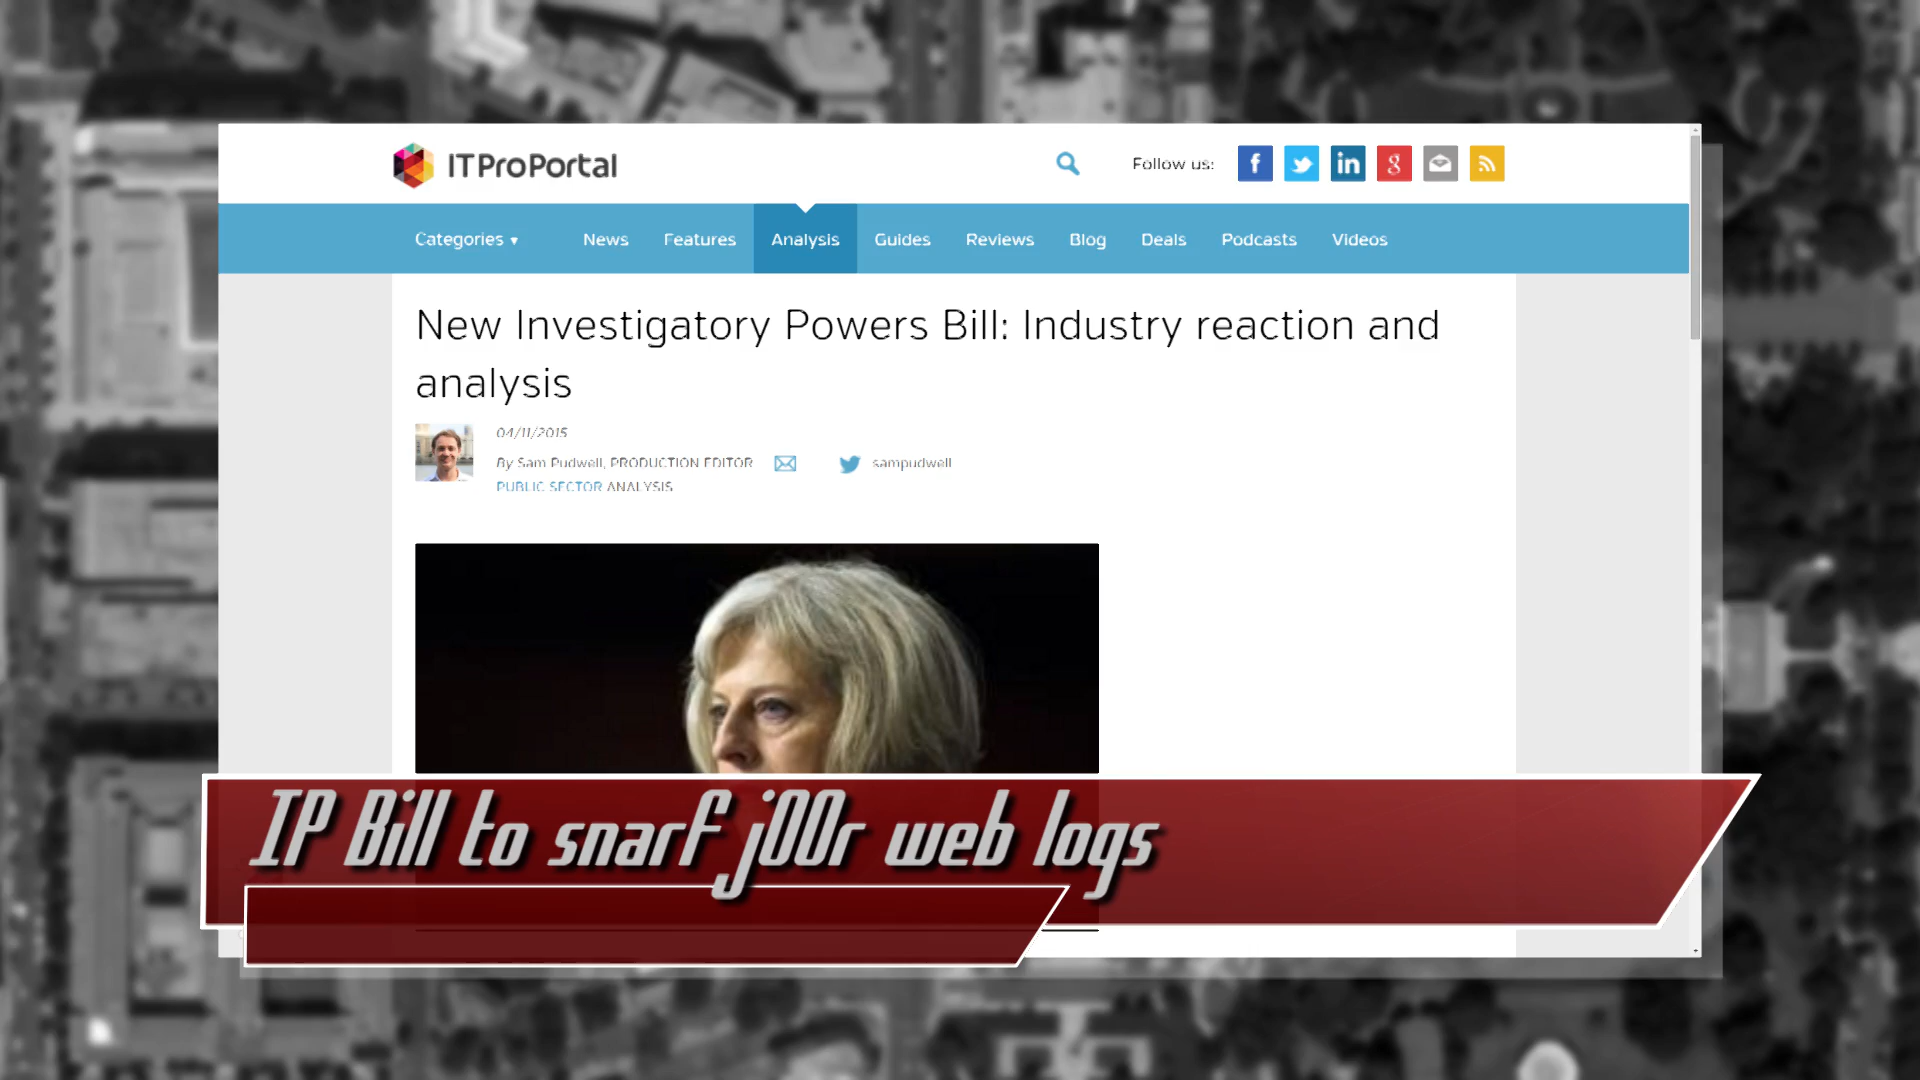 ITProPortal
Follow us:
Categories ▾ News Features Analysis Guides Reviews Blog Deals Podcasts Videos
New Investigatory Powers Bill: Industry reaction and
analysis
04/11/2015
By Sam Pudwell, PRODUCTION EDITOR sampudwell
PUBLIC SECTOR ANALYSIS
IP Bill to snarf j00r web logs